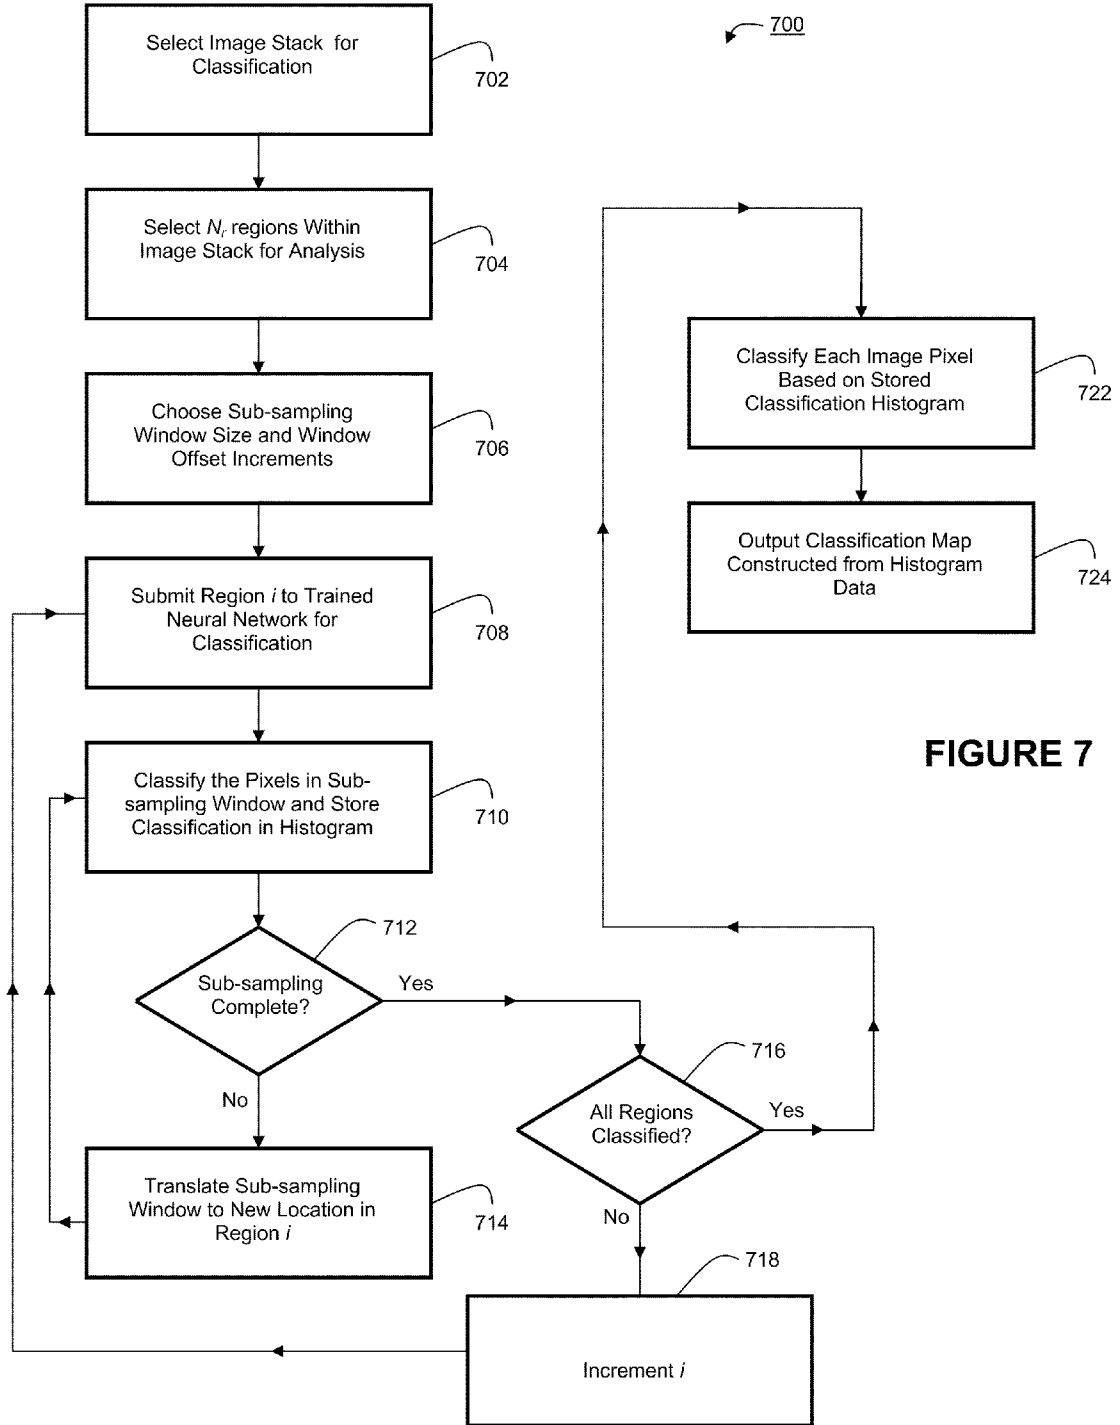 700
Select Image Stack for
Classification
702
Select Nr regions Within
Image Stack for Analysis
704
Choose Sub-sampling
Window Size and Window
Offset Increments
706
Submit Region i to Trained
Neural Network for
Classification
708
Classify the Pixels in Sub-
sampling Window and Store
Classification in Histogram
710
712
Sub-sampling
Complete?
Yes
No
Translate Sub-sampling
Window to New Location in
Region i
714
716
All Regions
Classified?
Yes
No
718
Increment i
Classify Each Image Pixel
Based on Stored
Classification Histogram
722
Output Classification Map
Constructed from Histogram
Data
724
FIGURE 7